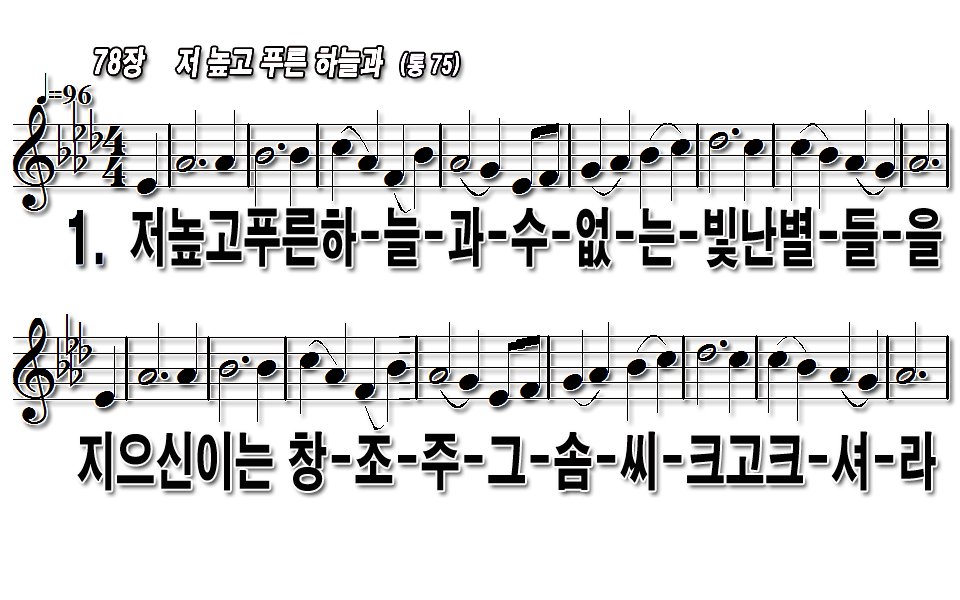 78장 저 높고 푸른 하늘과 (통 75)
♩=96
1. 저높고푸른하-늘-과-수-없-는-빛난별-들-을
지으신이는 창-조-주-그-솜-씨-크고크-셔-라